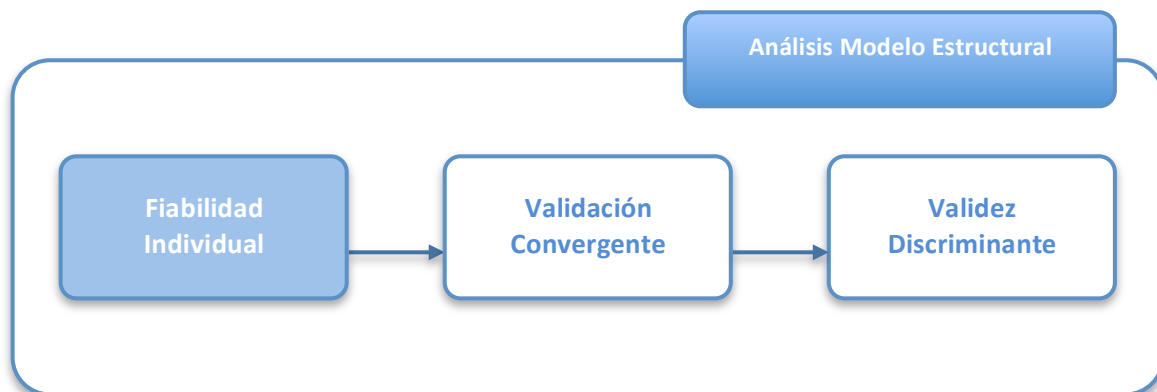 Análisis Modelo Estructural
Fiabilidad
Individual
Validación
Convergente
Validez
Discriminante